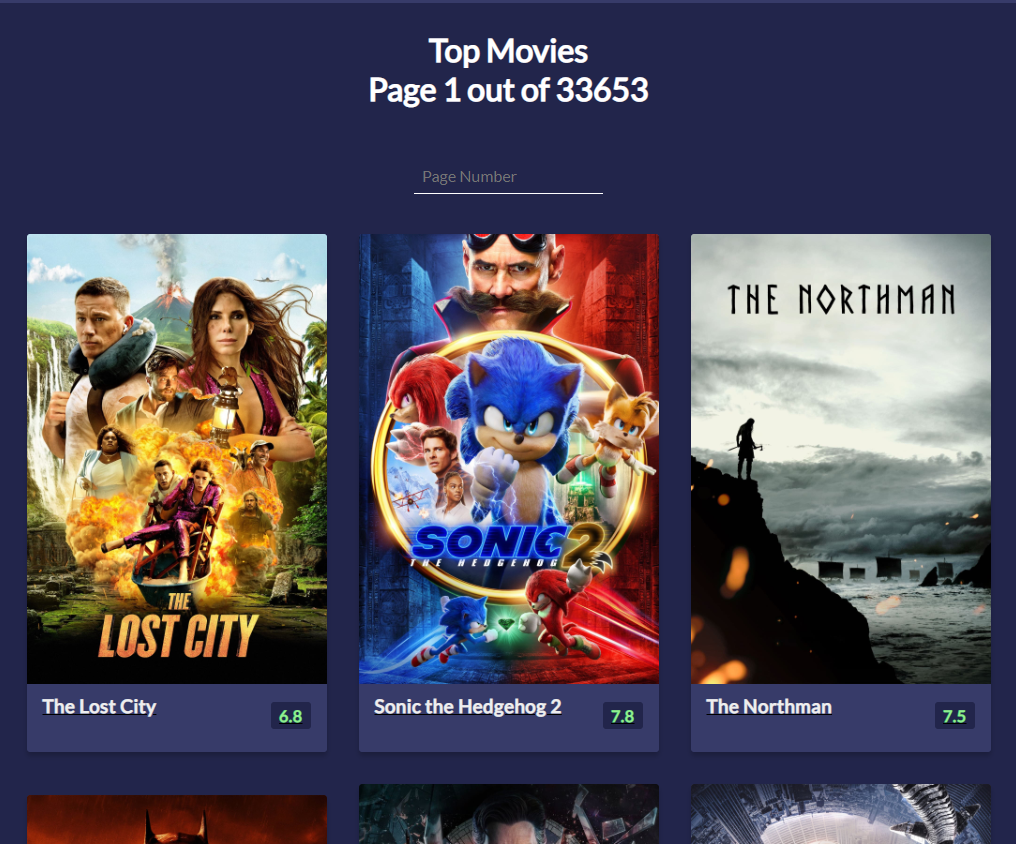 Top Movies
Page 1 out of 33653
Page Number
THE
LOST CITY
SONIC 2
THE HEDGEHOG
THE NORTHMAN
The Lost City
6.8
Sonic the Hedgehog 2
7.8
The Northman
7.5